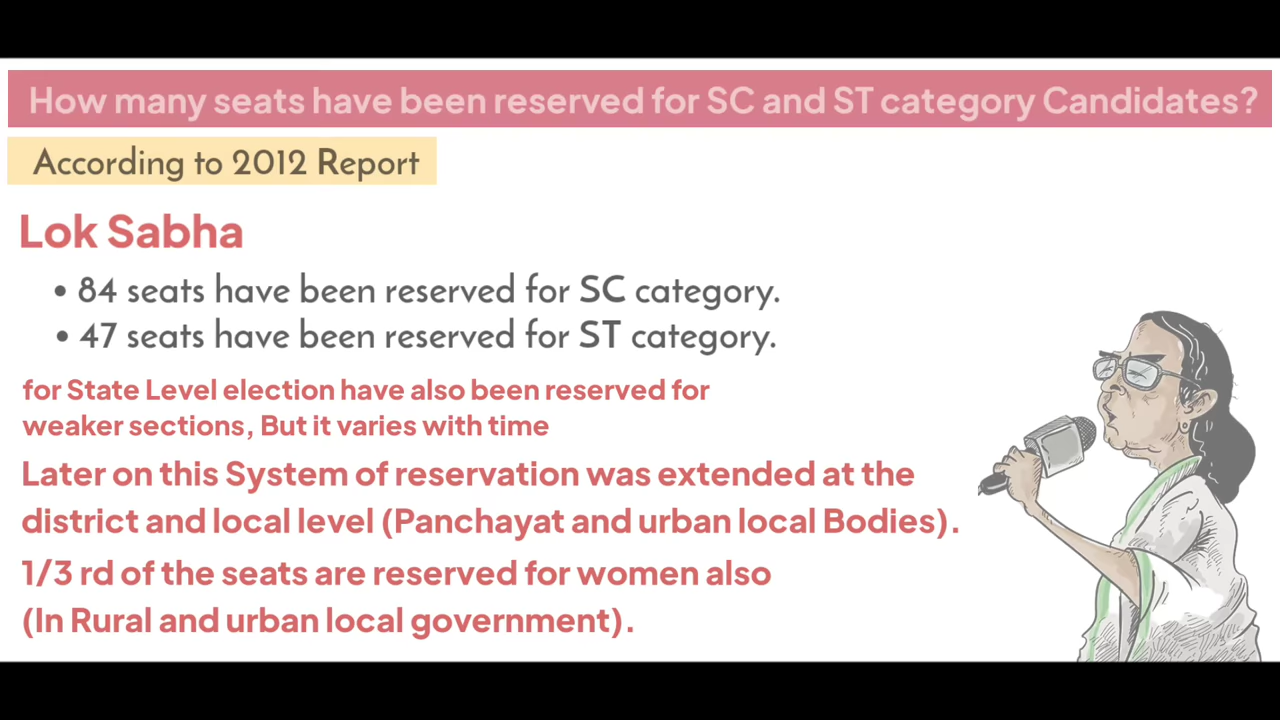 How many seats have been reserved for SC and ST category Candidates?
According to 2012 Report
Lok Sabha
• 84 seats have been reserved for SC category.
• 47 seats have been reserved for ST category.
for State Level election have also been reserved for
weaker sections, But it varies with time
Later on this System of reservation was extended at the
district and local level (Panchayat and urban local Bodies).
1/3 rd of the seats are reserved for women also
(In Rural and urban local government).